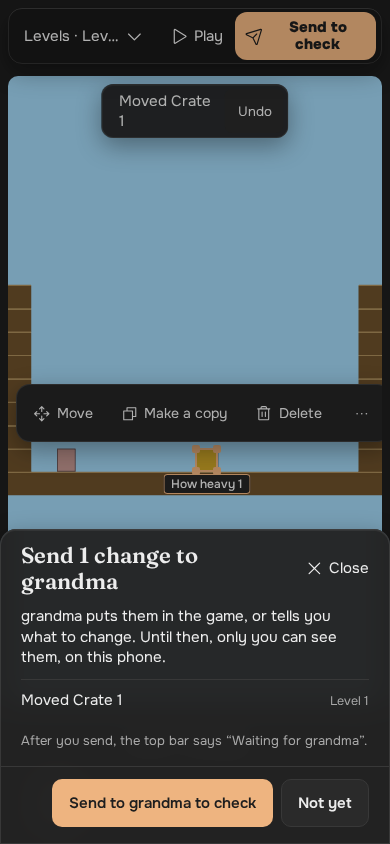 Levels · Lev...
Play
Send to
check
Moved Crate
1
Undo
Move
Make a copy
Delete
...
How heavy 1
Send 1 change to
grandma
Close
grandma puts them in the game, or tells you
what to change. Until then, only you can see
them, on this phone.
Moved Crate 1
Level 1
After you send, the top bar says “Waiting for grandma”.
Send to grandma to check
Not yet